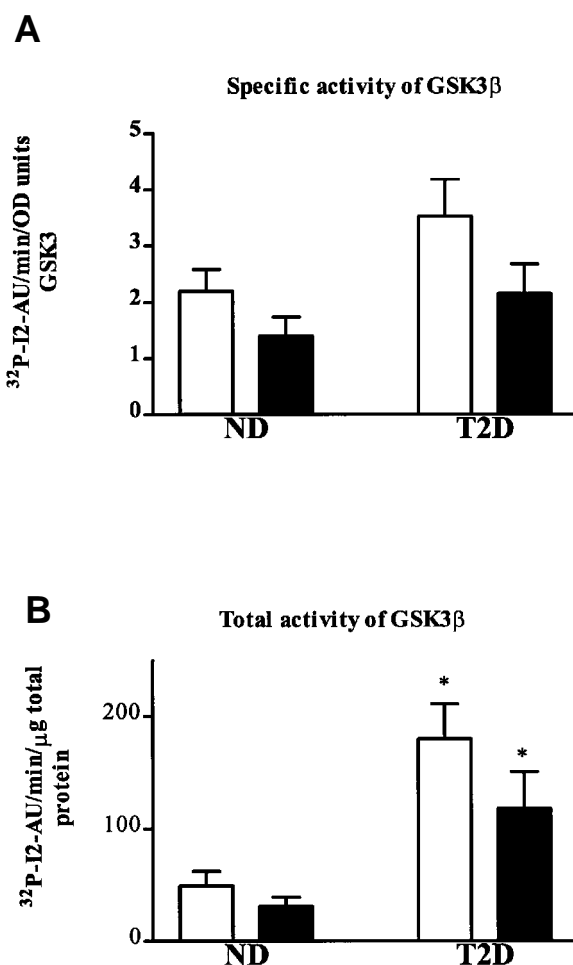 A
Specific activity of GSK3β
³²P-I2-AU/min/OD units
GSK3
5
4
3
2
1
0
ND T2D
B
Total activity of GSK3β
³²P-I2-AU/min/μg total
protein
200
100
0
*
*
ND T2D